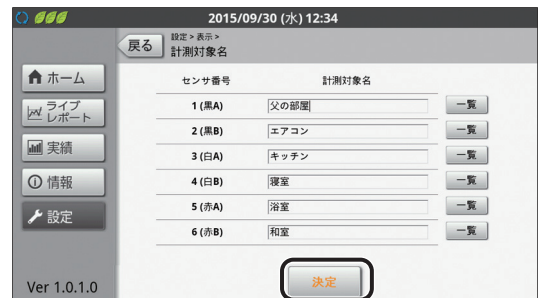 2015/09/30 (水) 12:34
戻る
設定 > 表示 >
計測対象名
ホーム
ライブ
レポート
実績
情報
設定
Ver 1.0.1.0
センサ番号 計測対象名
1 (黒A) 父の部屋 一覧
2 (黒B) エアコン 一覧
3 (白A) キッチン 一覧
4 (白B) 寝室 一覧
5 (赤A) 浴室 一覧
6 (赤B) 和室 一覧
決定